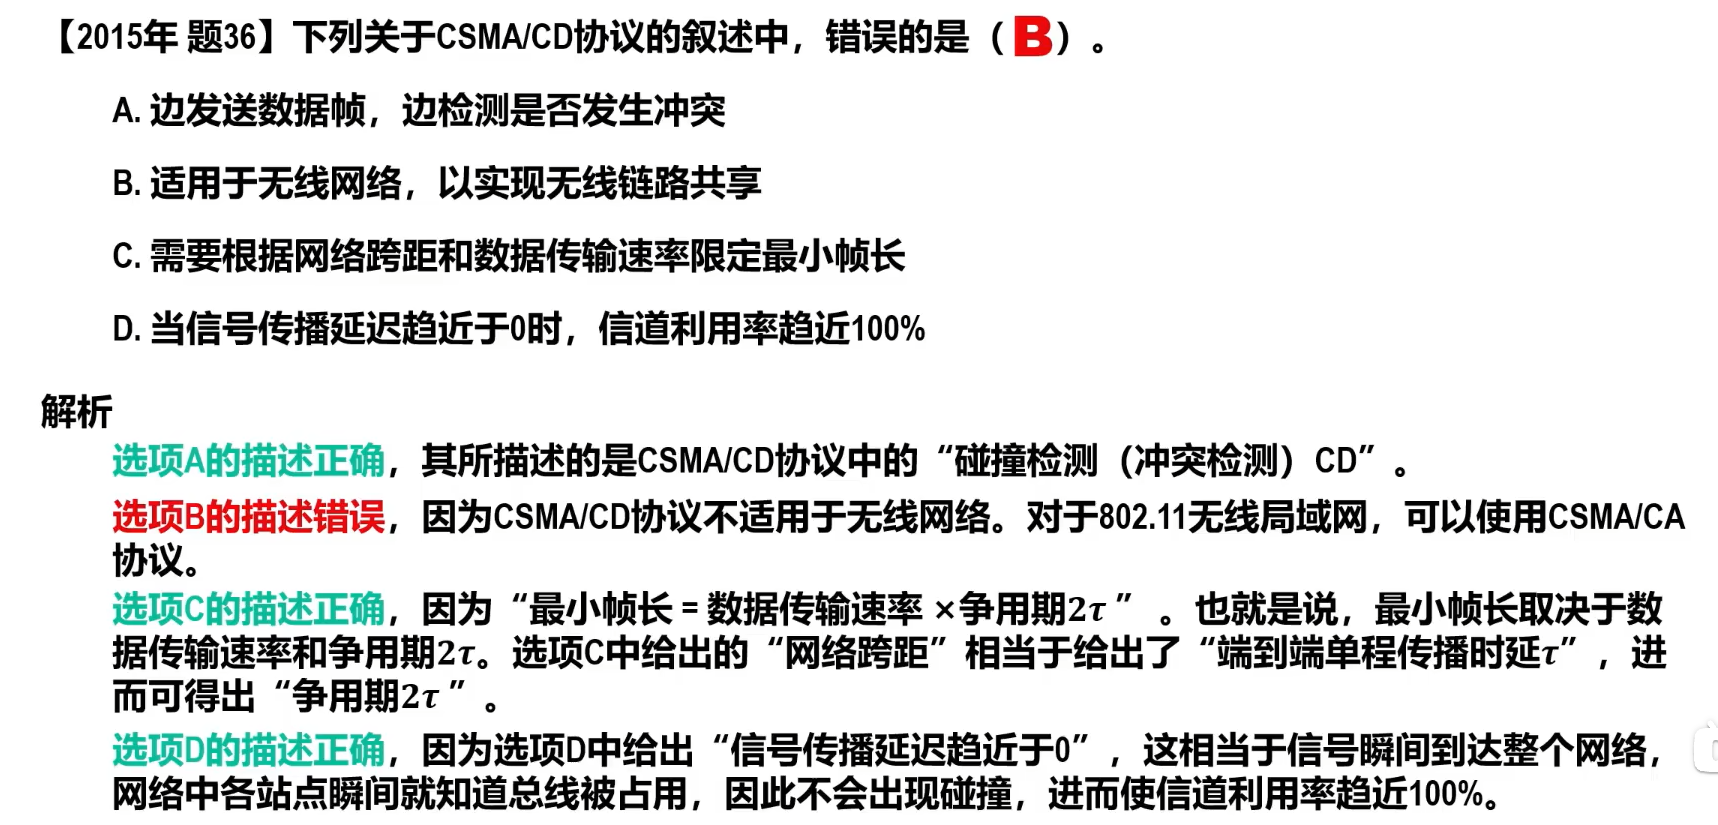 【2015年 题36】下列关于CSMA/CD协议的叙述中，错误的是（B）。
A. 边发送数据帧，边检测是否发生冲突
B. 适用于无线网络，以实现无线链路共享
C. 需要根据网络跨距和数据传输速率限定最小帧长
D. 当信号传播延迟趋近于0时，信道利用率趋近100%
解析
选项A的描述正确，其所描述的是CSMA/CD协议中的“碰撞检测（冲突检测）CD”。
选项B的描述错误，因为CSMA/CD协议不适用于无线网络。对于802.11无线局域网，可以使用CSMA/CA
协议。
选项C的描述正确，因为“最小帧长 = 数据传输速率 ×争用期2τ ”。也就是说，最小帧长取决于数
据传输速率和争用期2τ。选项C中给出的“网络跨距”相当于给出了“端到端单程传播时延τ”，进
而可得出“争用期2τ ”。
选项D的描述正确，因为选项D中给出“信号传播延迟趋近于0”，这相当于信号瞬间到达整个网络，
网络中各站点瞬间就知道总线被占用，因此不会出现碰撞，进而使信道利用率趋近100%。